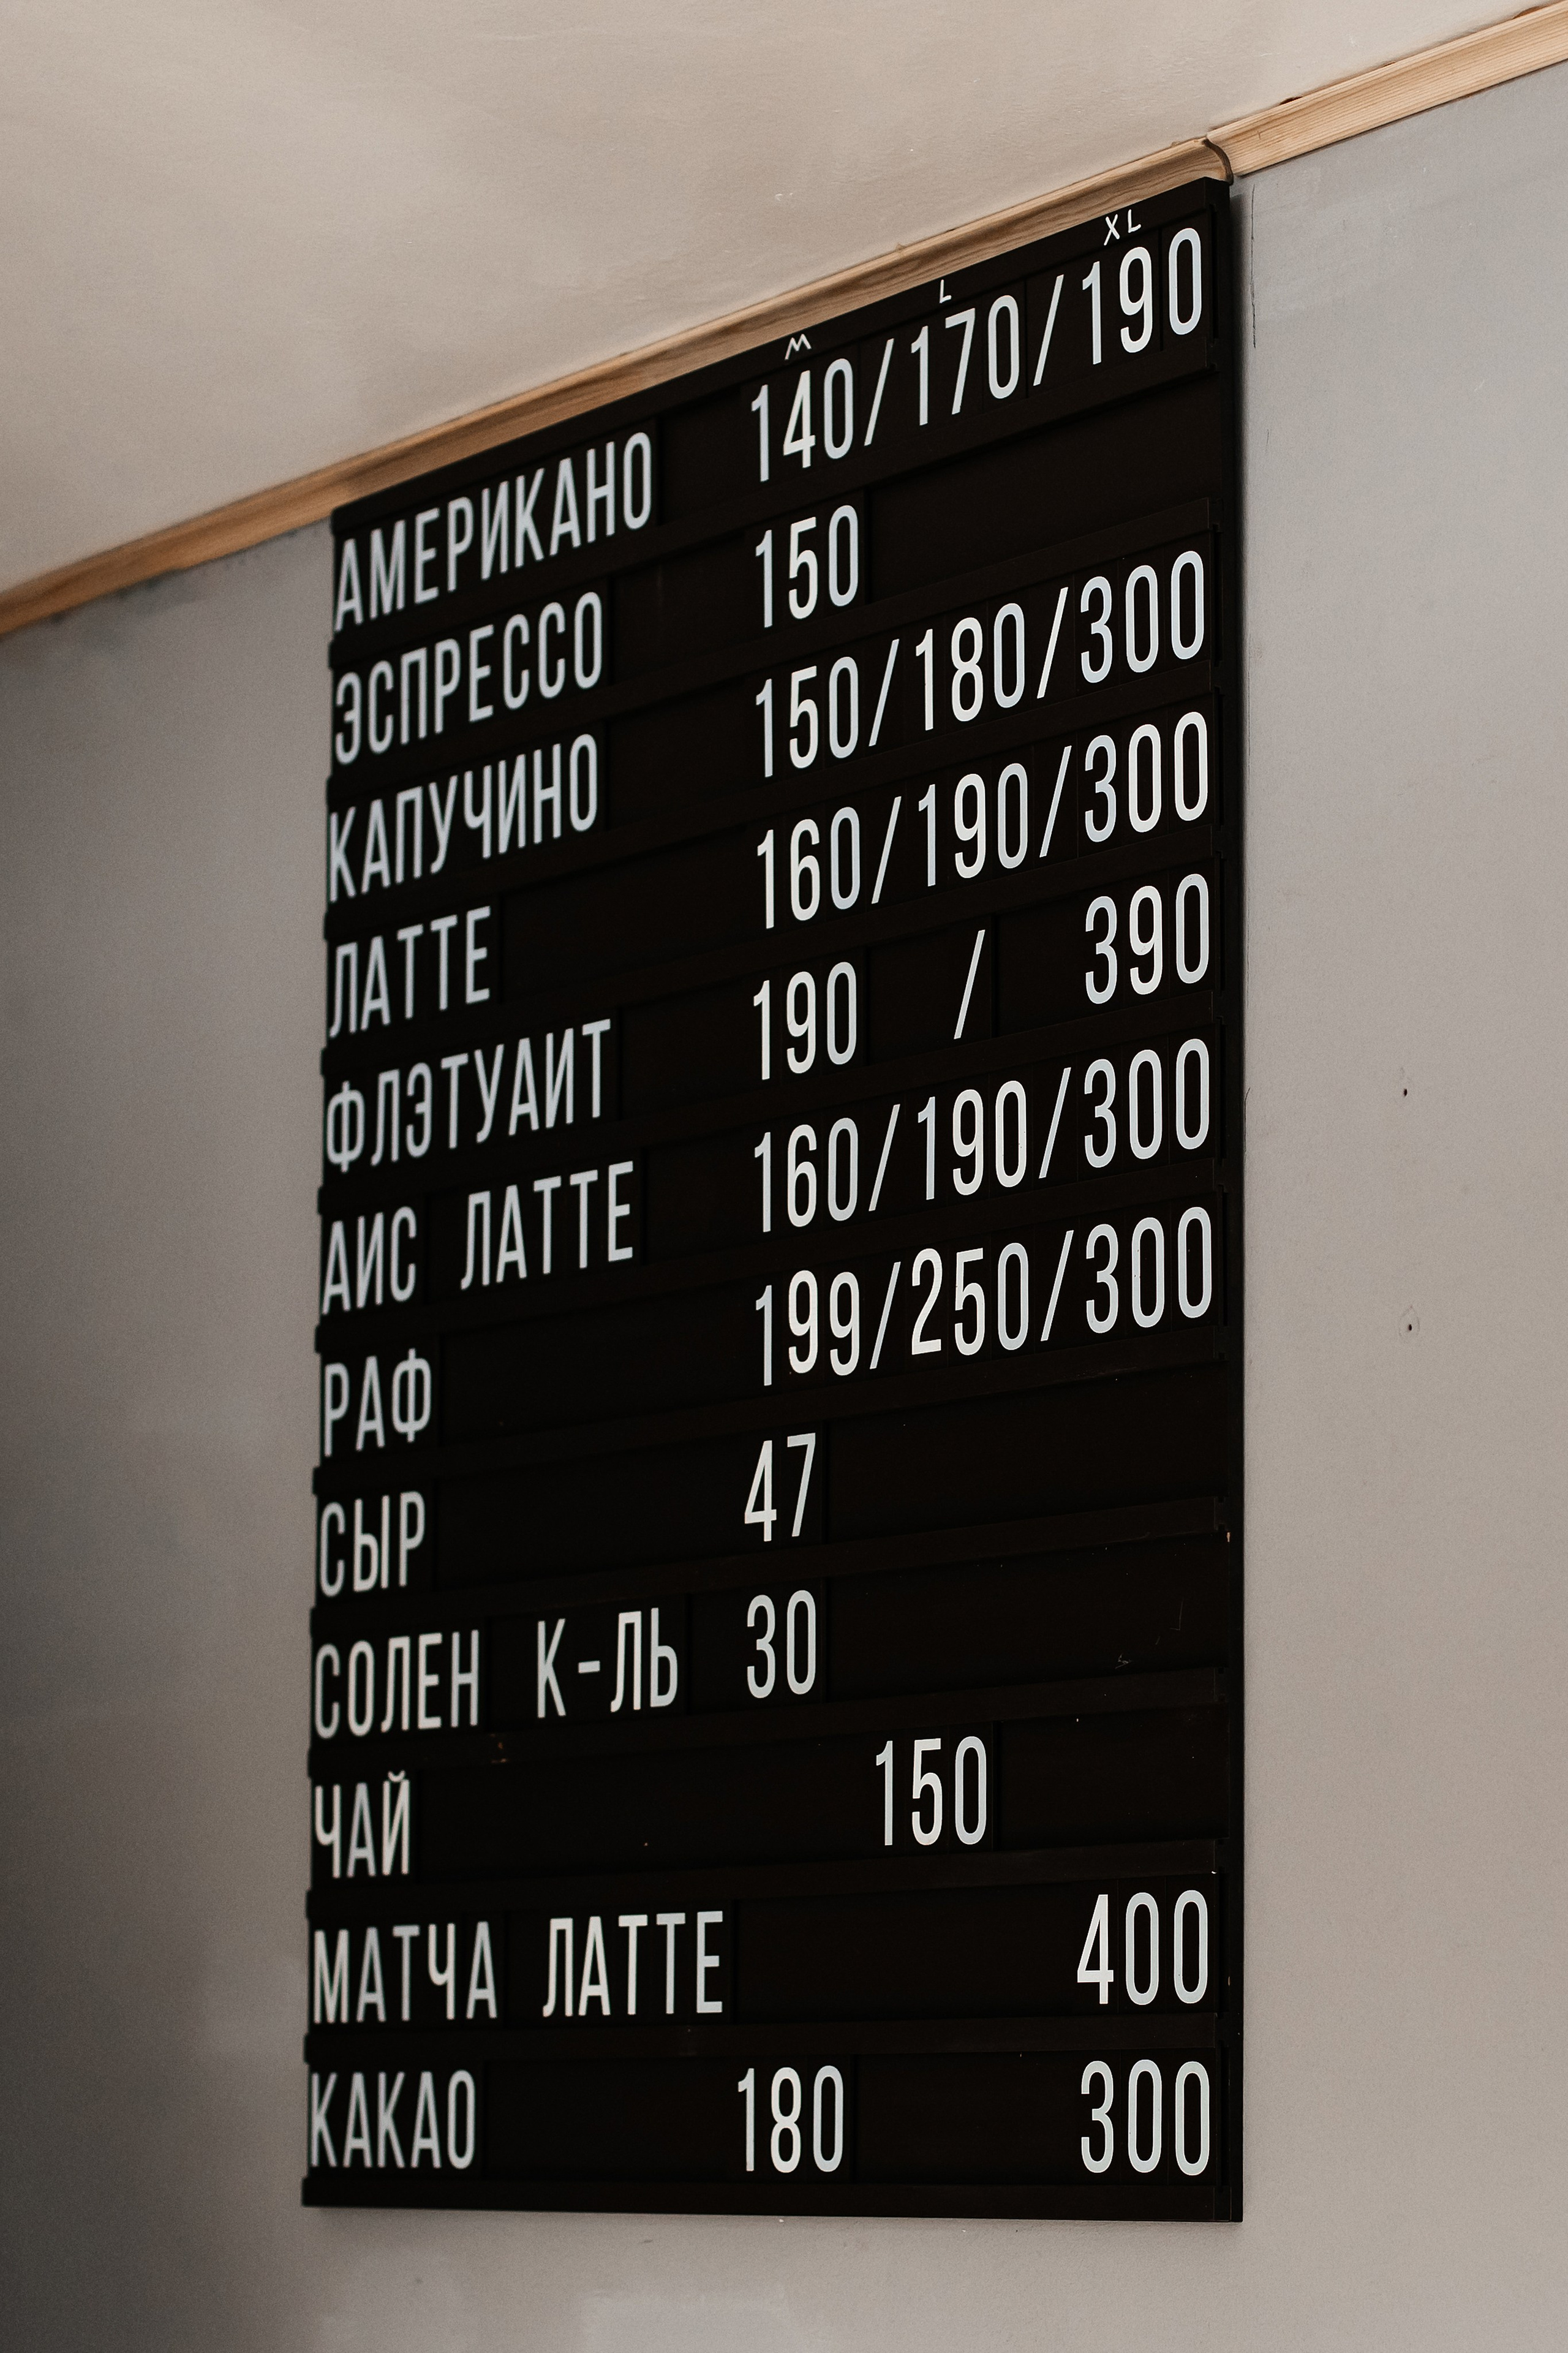 M L XL
АМЕРИКАНО 140/170/190
ЭСПРЕССО 150
КАПУЧИНО 150/180/300
ЛАТТЕ 160/190/300
ФЛЭТУАИТ 190 / 390
АИС ЛАТТЕ 160/190/300
РАФ 199/250/300
СЫР 47
СОЛЕН К-ЛЬ 30
ЧАЙ 150
МАТЧА ЛАТТЕ 400
КАКАО 180 300